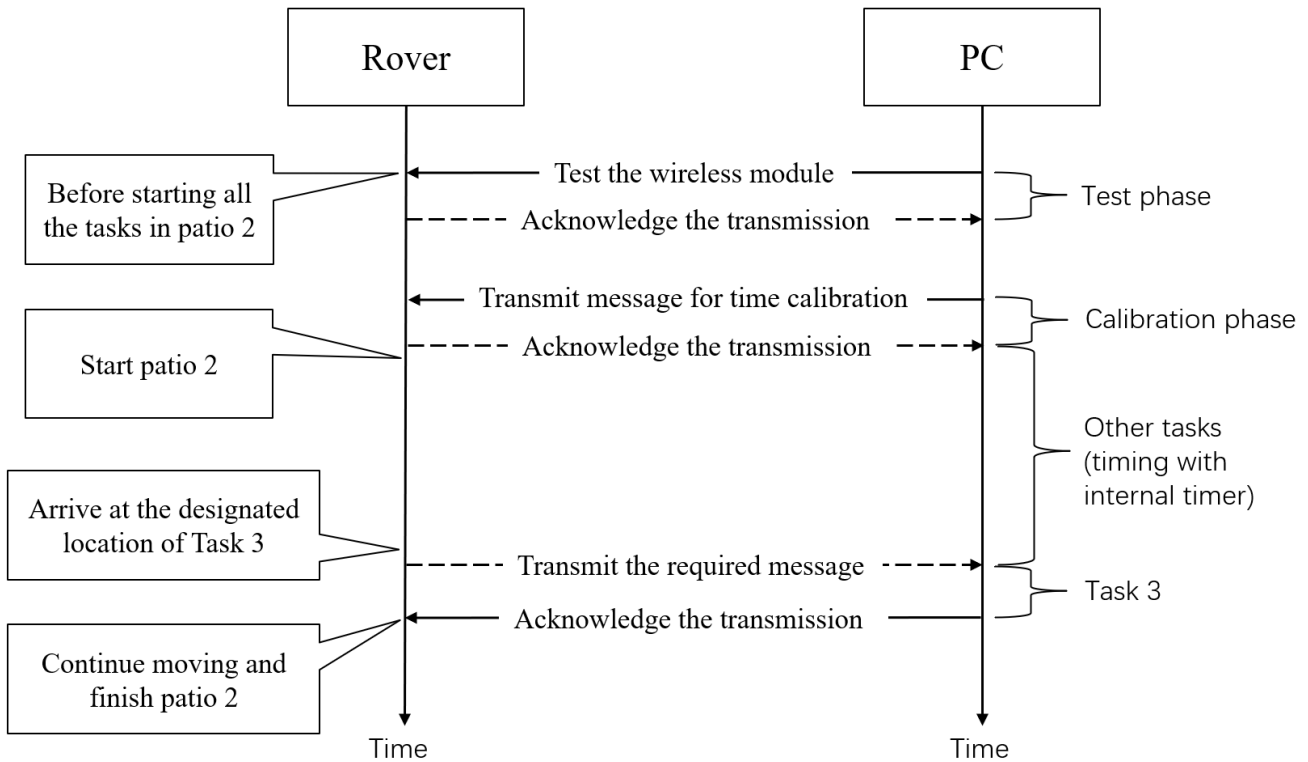 Rover
PC
Before starting all
the tasks in patio 2
Test the wireless module
Acknowledge the transmission
Test phase
Transmit message for time calibration
Acknowledge the transmission
Calibration phase
Start patio 2
Other tasks
(timing with
internal timer)
Arrive at the designated
location of Task 3
Transmit the required message
Acknowledge the transmission
Task 3
Continue moving and
finish patio 2
Time
Time